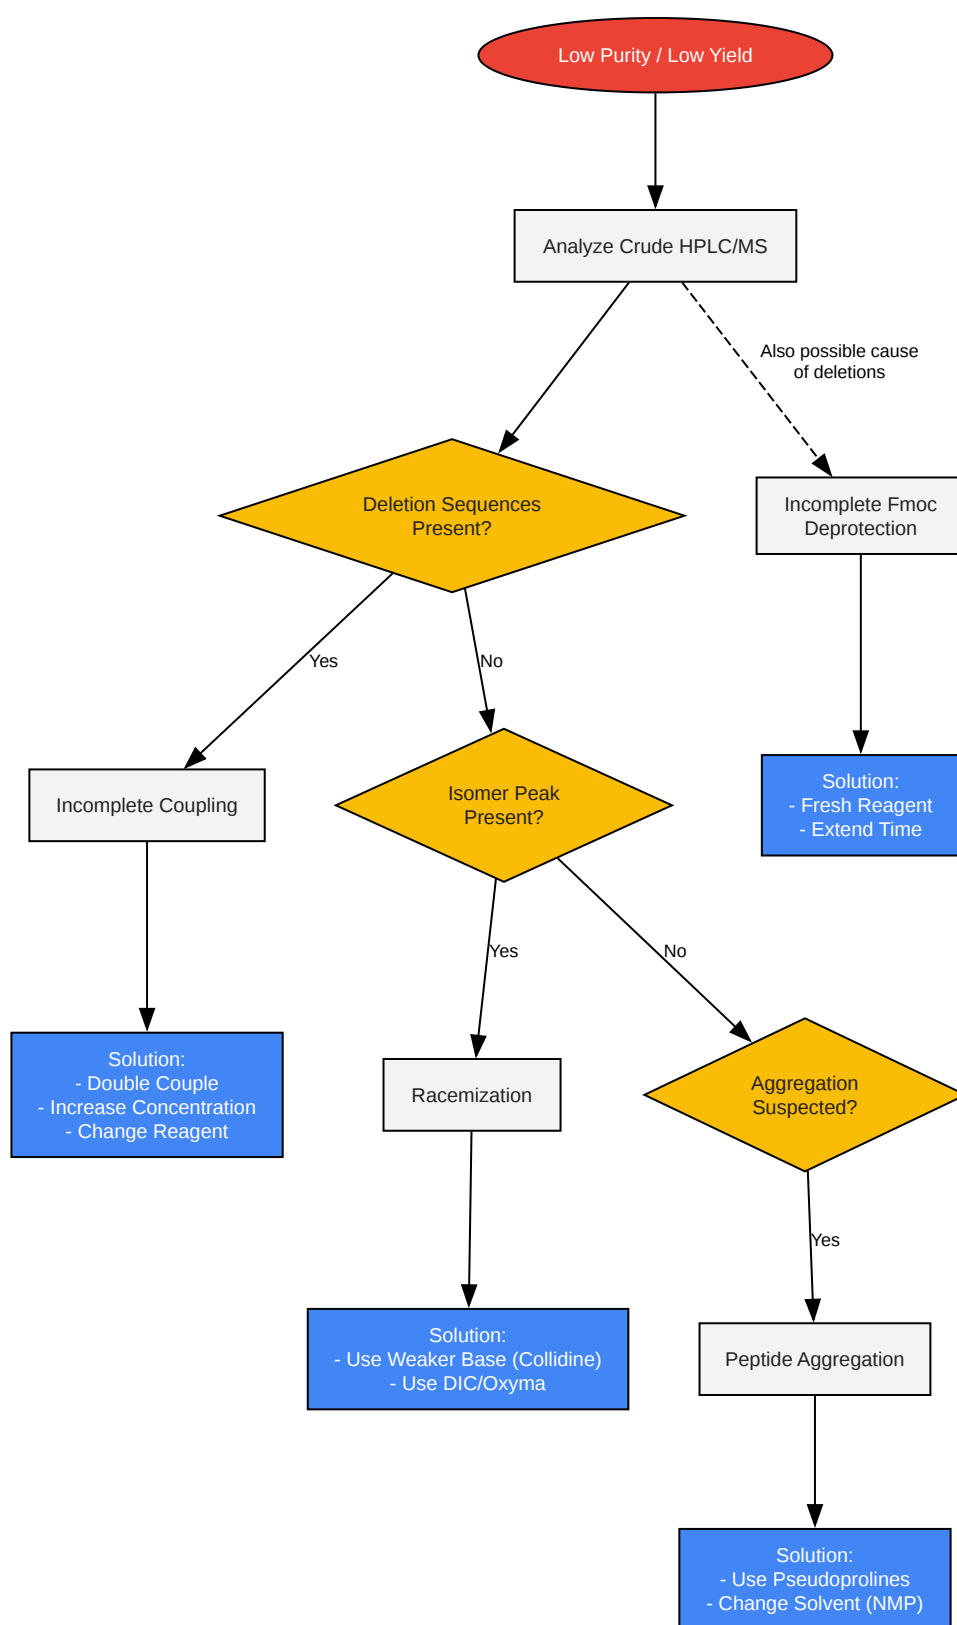 Low Purity / Low Yield
Analyze Crude HPLC/MS
Also possible cause
of deletions
Deletion Sequences
Present?
Incomplete Fmoc
Deprotection
Yes
No
Solution:
- Fresh Reagent
- Extend Time
Incomplete Coupling
Isomer Peak
Present?
Yes
No
Solution:
- Double Couple
- Increase Concentration
- Change Reagent
Racemization
Aggregation
Suspected?
Yes
Solution:
- Use Weaker Base (Collidine)
- Use DIC/Oxyma
Peptide Aggregation
Solution:
- Use Pseudoprolines
- Change Solvent (NMP)